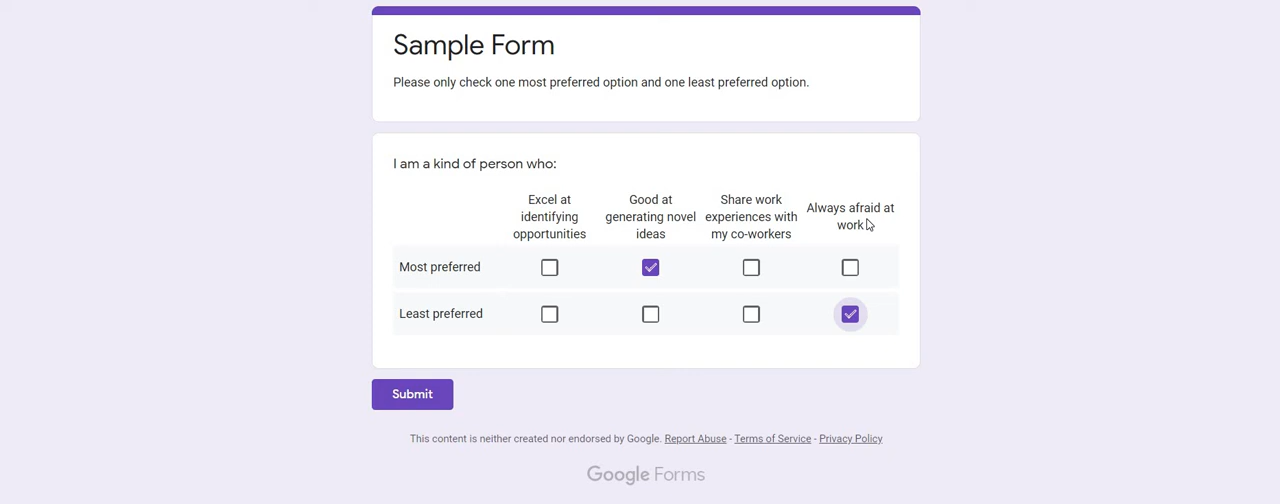 Sample Form
Please only check one most preferred option and one least preferred option.
I am a kind of person who:
Excel at
identifying
opportunities
Good at
generating novel
ideas
Share work
experiences with
my co-workers
Always afraid at
work
Most preferred
Least preferred
Submit
This content is neither created nor endorsed by Google. Report Abuse - Terms of Service - Privacy Policy
Google Forms